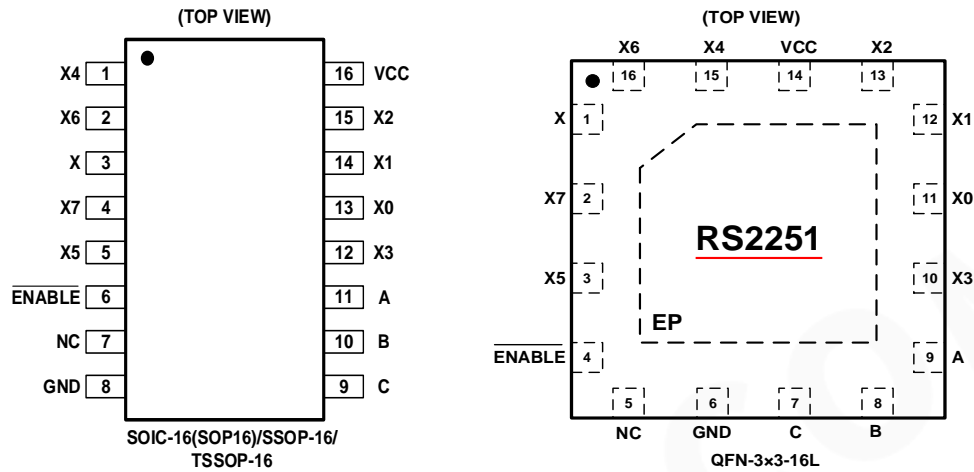 (TOP VIEW)
X4 1 16 VCC
X6 2 15 X2
X 3 14 X1
X7 4 13 X0
X5 5 12 X3
ENABLE 6 11 A
NC 7 10 B
GND 8 9 C
SOIC-16(SOP16)/SSOP-16/
TSSOP-16
(TOP VIEW)
X6 X4 VCC X2
16 15 14 13
X 1 12 X1
X7 2 11 X0
RS2251
X5 3 10 X3
EP
ENABLE 4 9 A
5 6 7 8
NC GND C B
QFN-3×3-16L